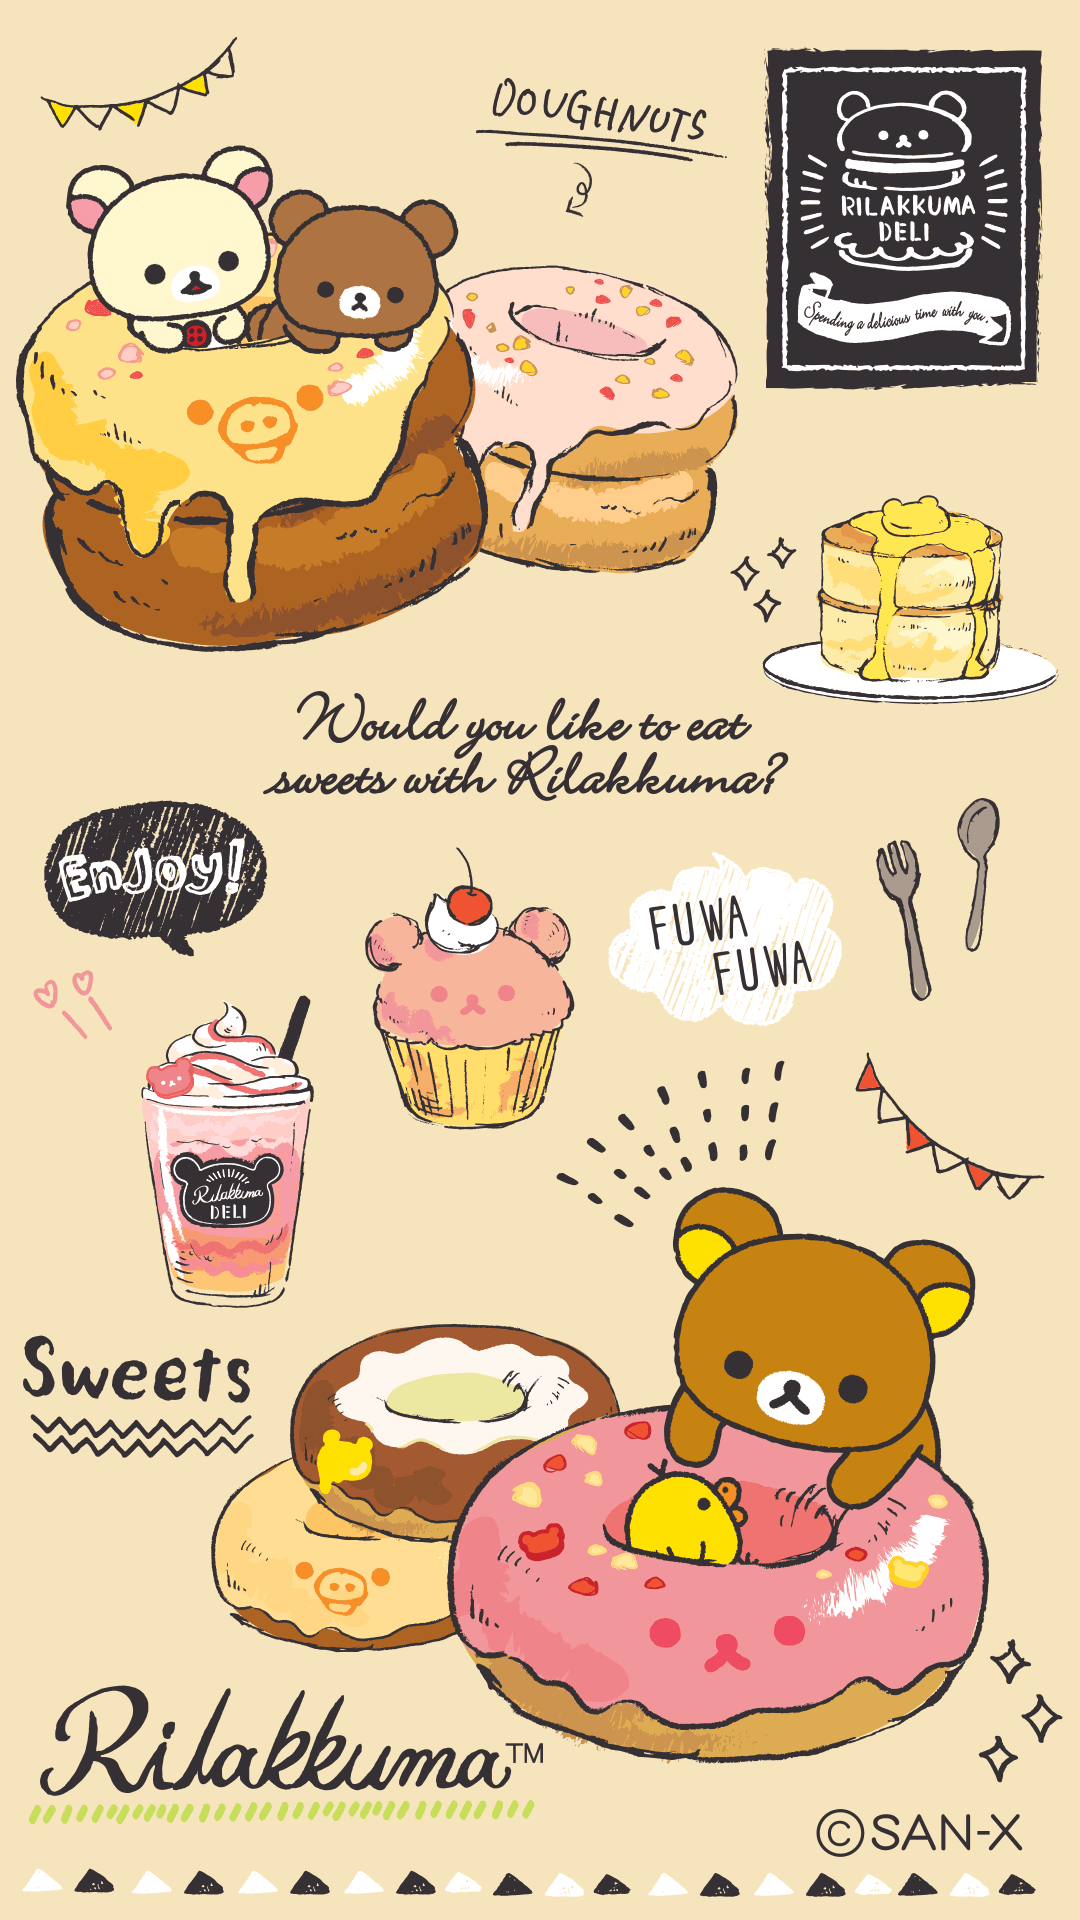 DOUGHNUTS
RILAKKUMA
DELI
Spending a delicious time with you.
Would you like to eat
sweets with Rilakkuma?
Enjoy!
FUWA
FUWA
Rilakkuma
DELI
Sweets
Rilakkuma™
©SAN-X